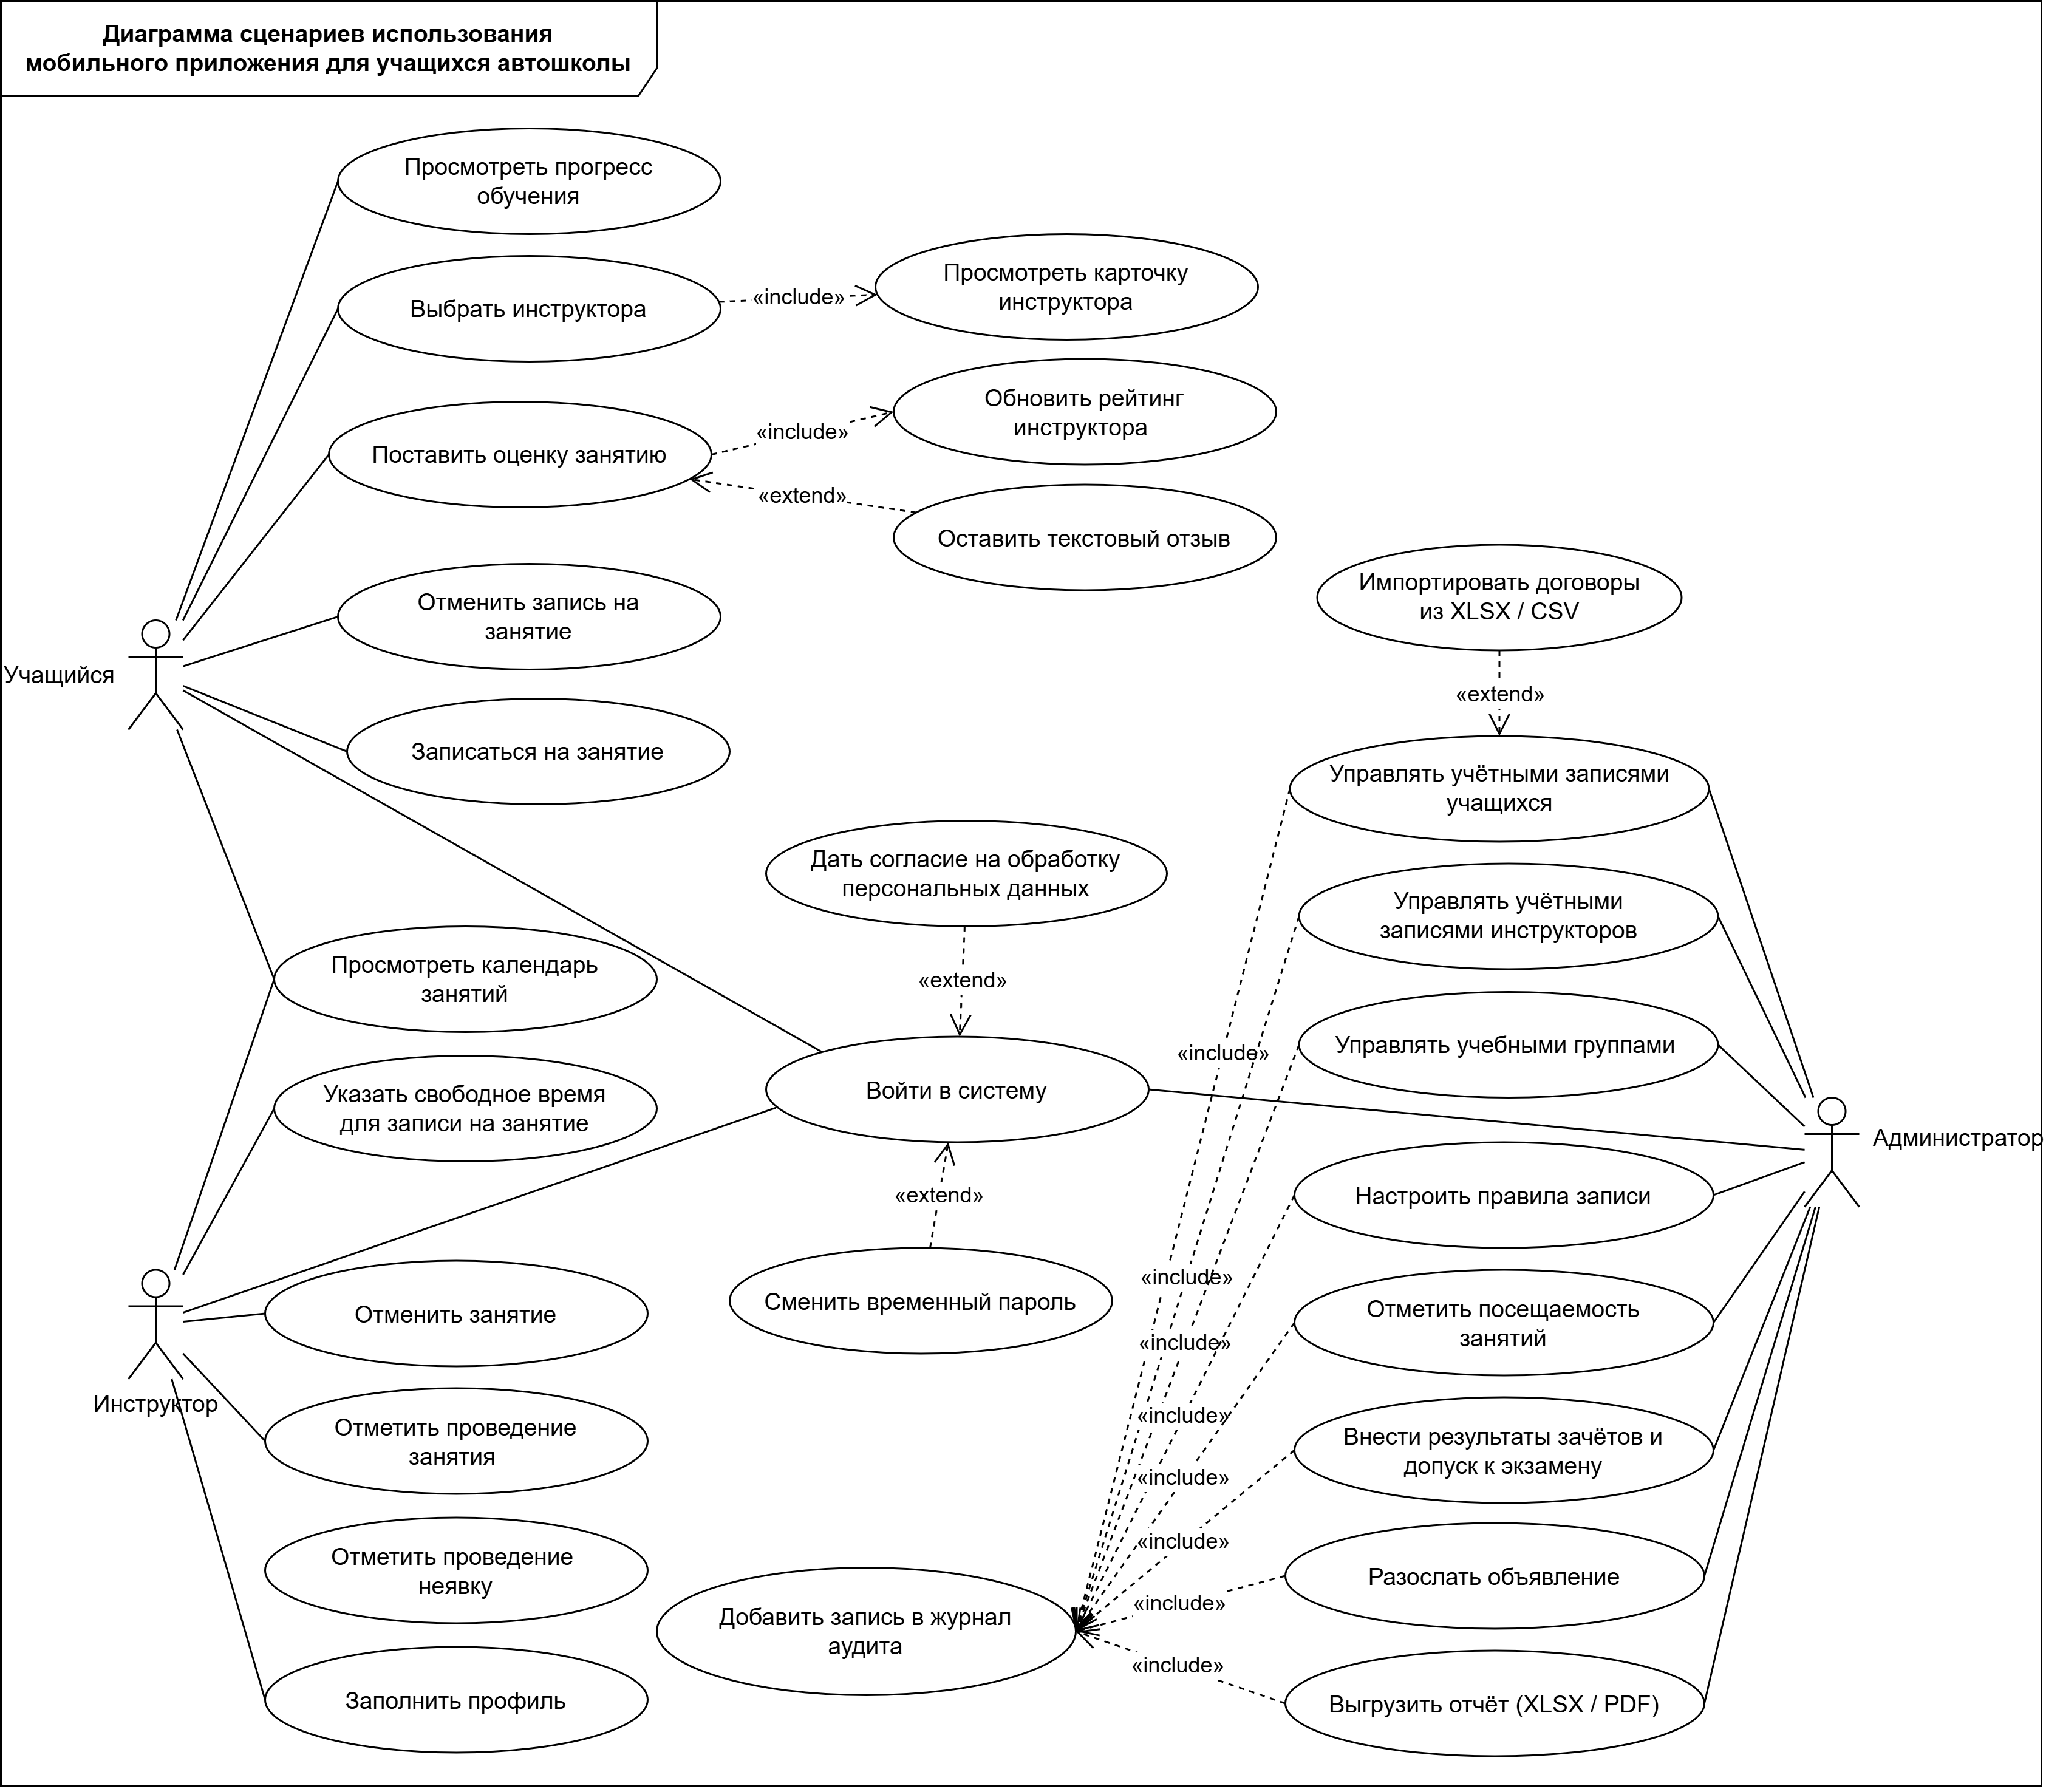 Диаграмма сценариев использования
мобильного приложения для учащихся автошколы
Просмотреть прогресс
обучения
Выбрать инструктора
«include»
Просмотреть карточку
инструктора
Поставить оценку занятию
«include»
Обновить рейтинг
инструктора
«extend»
Оставить текстовый отзыв
Отменить запись на
занятие
Учащийся
Записаться на занятие
Импортировать договоры
из XLSX / CSV
«extend»
Управлять учётными записями
учащихся
Дать согласие на обработку
персональных данных
«extend»
Управлять учётными
записями инструкторов
Просмотреть календарь
занятий
Управлять учебными группами
«include»
Указать свободное время
для записи на занятие
Войти в систему
Администратор
«extend»
Настроить правила записи
Сменить временный пароль
«include»
Отменить занятие
Отметить посещаемость
занятий
«include»
Инструктор
Отметить проведение
занятия
«include»
Внести результаты зачётов и
допуск к экзамену
«include»
Отметить проведение
неявку
«include»
Разослать объявление
«include»
Добавить запись в журнал
аудита
«include»
Заполнить профиль
Выгрузить отчёт (XLSX / PDF)